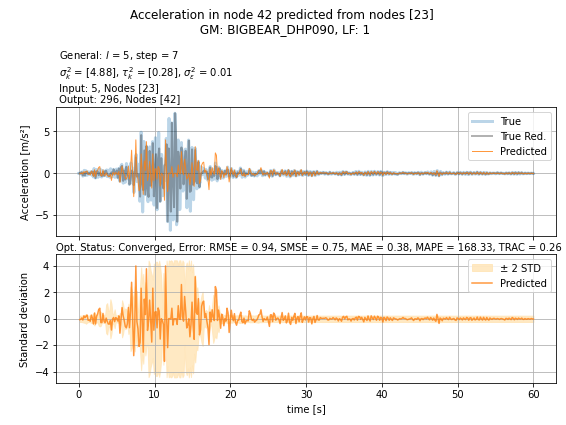 Acceleration in node 42 predicted from nodes [23]
GM: BIGBEAR_DHP090, LF: 1
General: l = 5, step = 7
σ²ₖ = [4.88], τ²ₖ = [0.28], σ²ε = 0.01
Input: 5, Nodes [23]
Output: 296, Nodes [42]
5
0
−5
Acceleration [m/s²]
True
True Red.
Predicted
Opt. Status: Converged, Error: RMSE = 0.94, SMSE = 0.75, MAE = 0.38, MAPE = 168.33, TRAC = 0.26
4
2
0
−2
−4
Standard deviation
± 2 STD
Predicted
0 10 20 30 40 50 60
time [s]